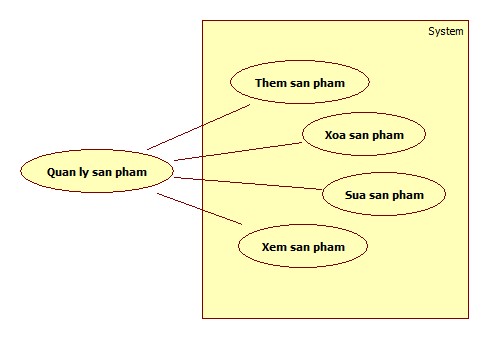 System
Them san pham
Xoa san pham
Quan ly san pham
Sua san pham
Xem san pham